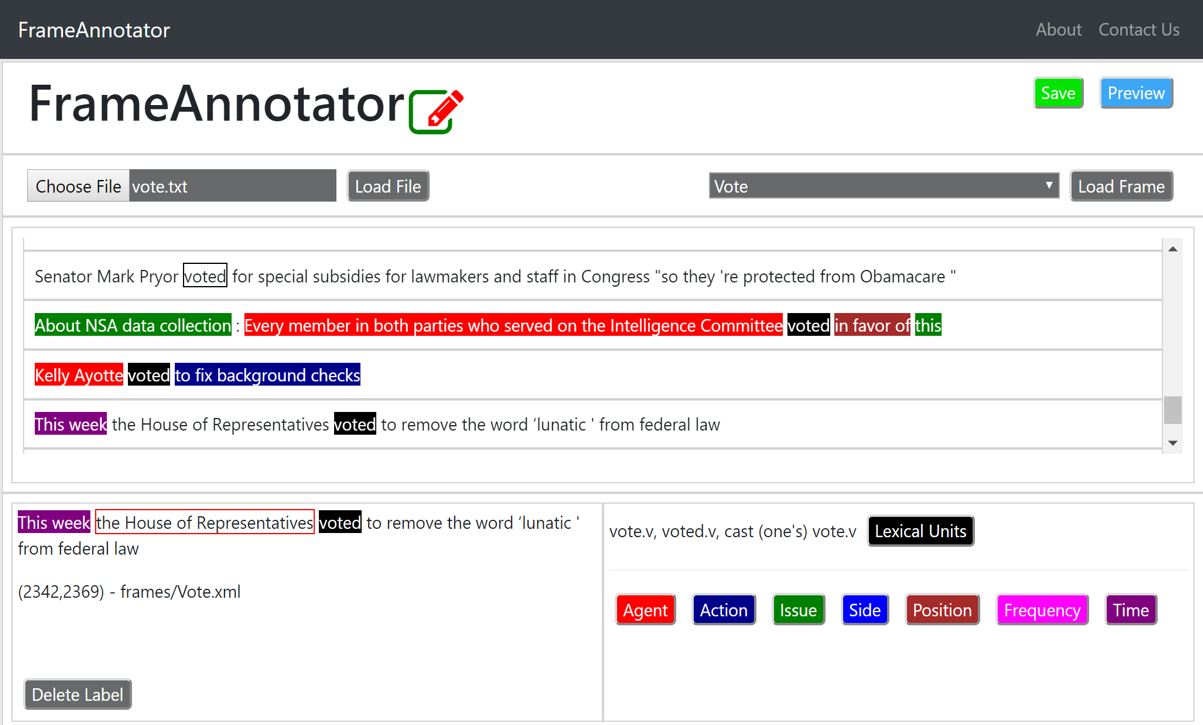 FrameAnnotator About Contact Us
FrameAnnotator Save Preview
Choose File vote.txt Load File Vote Load Frame
Senator Mark Pryor voted for special subsidies for lawmakers and staff in Congress "so they 're protected from Obamacare "
About NSA data collection : Every member in both parties who served on the Intelligence Committee voted in favor of this
Kelly Ayotte voted to fix background checks
This week the House of Representatives voted to remove the word ‘lunatic ' from federal law
This week the House of Representatives voted to remove the word ‘lunatic '
from federal law
(2342,2369) - frames/Vote.xml
Delete Label
vote.v, voted.v, cast (one's) vote.v Lexical Units
Agent Action Issue Side Position Frequency Time